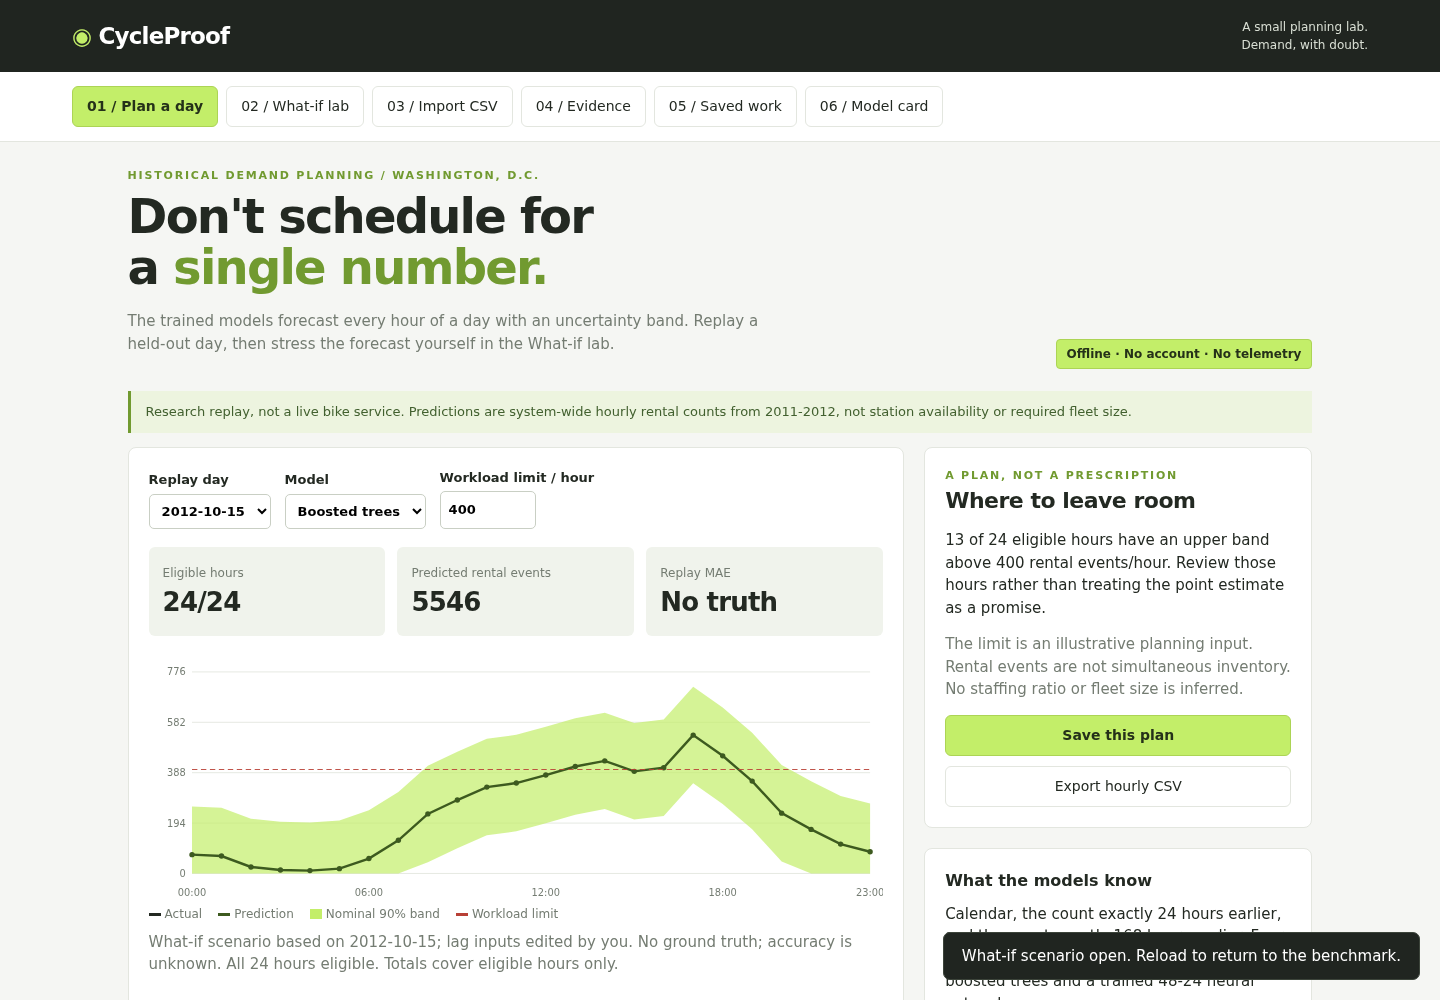 ◉ CycleProof
A small planning lab.
Demand, with doubt.
01 / Plan a day
02 / What-if lab
03 / Import CSV
04 / Evidence
05 / Saved work
06 / Model card
HISTORICAL DEMAND PLANNING / WASHINGTON, D.C.
Don't schedule for
a single number.
The trained models forecast every hour of a day with an uncertainty band. Replay a
held-out day, then stress the forecast yourself in the What-if lab.
Offline · No account · No telemetry
Research replay, not a live bike service. Predictions are system-wide hourly rental counts from 2011-2012, not station availability or required fleet size.
Replay day
Model
Workload limit / hour
2012-10-15
Boosted trees
400
Eligible hours
24/24
Predicted rental events
5546
Replay MAE
No truth
776
582
388
194
0
00:00
06:00
12:00
18:00
23:00
Actual
Prediction
Nominal 90% band
Workload limit
What-if scenario based on 2012-10-15; lag inputs edited by you. No ground truth; accuracy is
unknown. All 24 hours eligible. Totals cover eligible hours only.
A PLAN, NOT A PRESCRIPTION
Where to leave room
13 of 24 eligible hours have an upper band
above 400 rental events/hour. Review those
hours rather than treating the point estimate
as a promise.
The limit is an illustrative planning input.
Rental events are not simultaneous inventory.
No staffing ratio or fleet size is inferred.
Save this plan
Export hourly CSV
What the models know
Calendar, the count exactly 24 hours earlier,
What-if scenario open. Reload to return to the benchmark.
boosted trees and a trained 48-24 neural